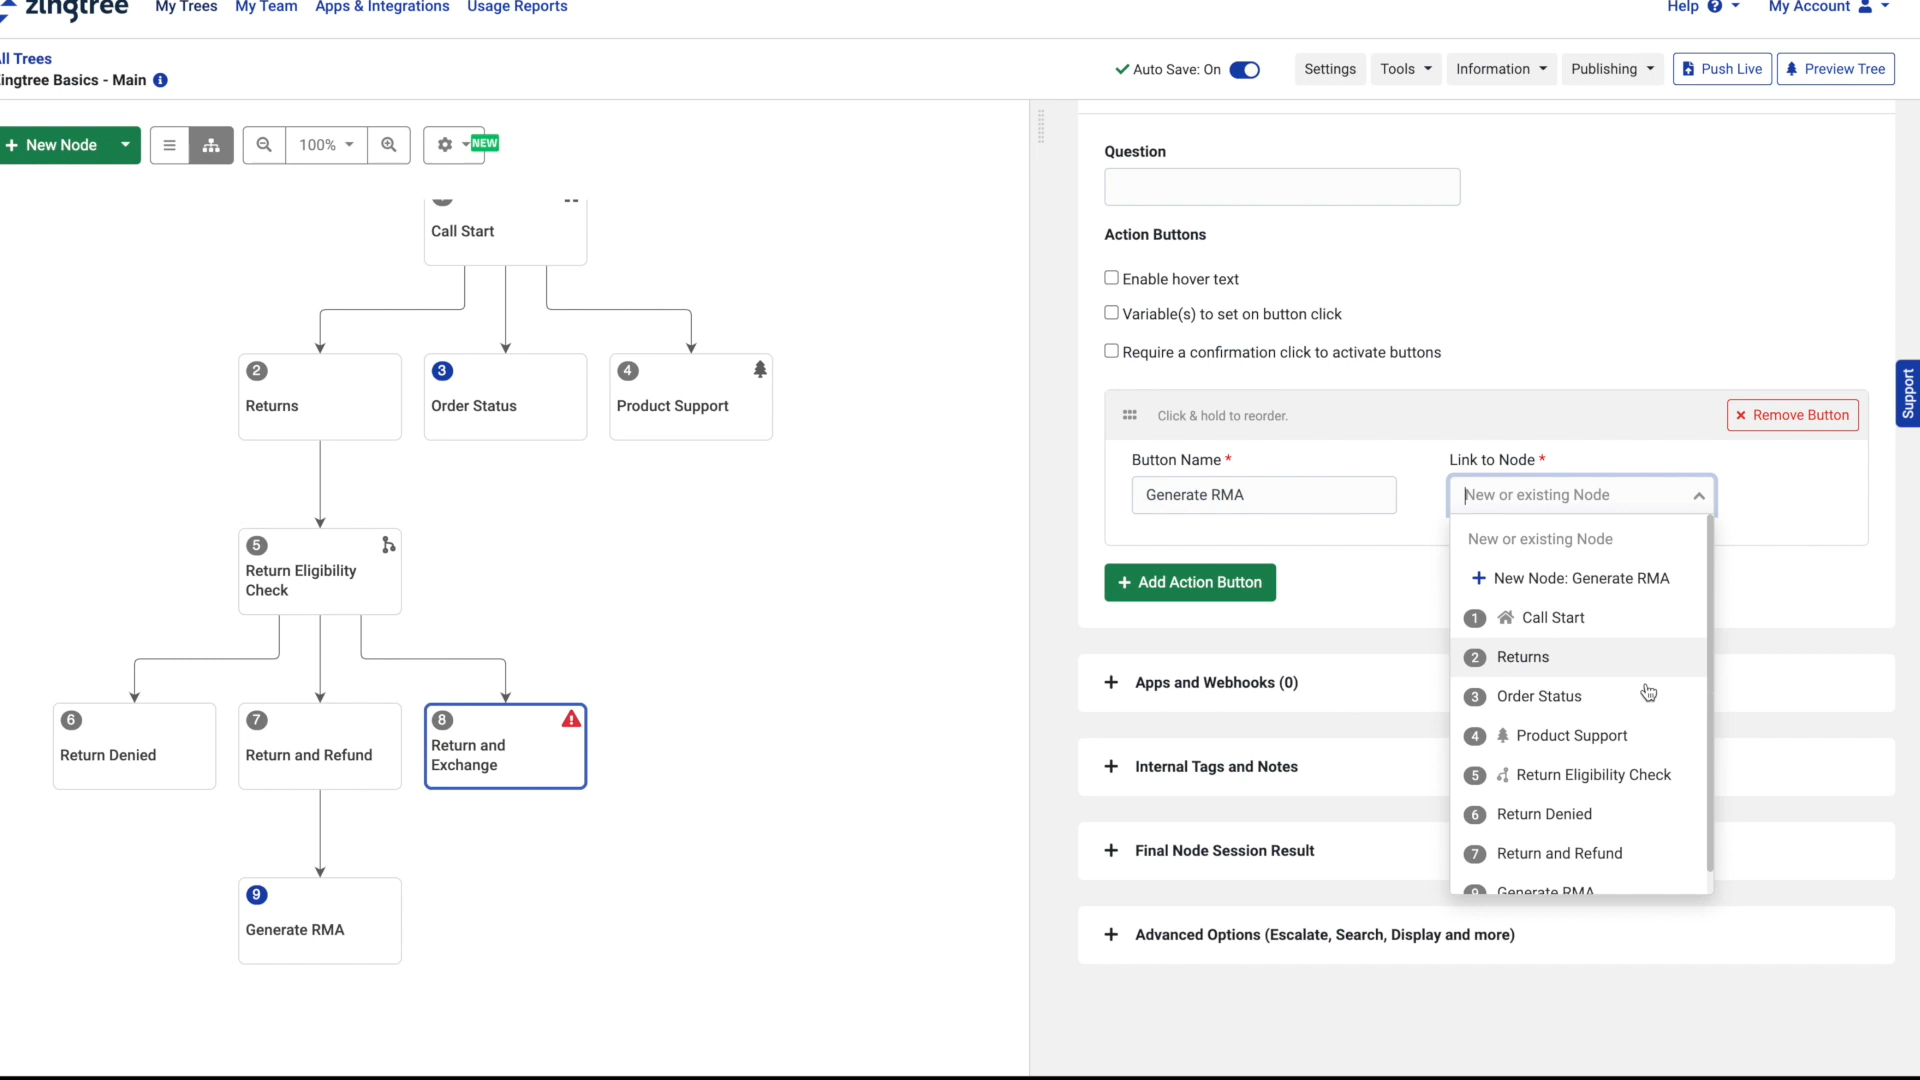 zingtree
My Trees
My Team
Apps & Integrations
Usage Reports
Help
My Account
ll Trees
ingtree Basics - Main
Auto Save: On
Settings
Tools
Information
Publishing
Push Live
Preview Tree
+ New Node
100%
NEW
Call Start
2
Returns
3
Order Status
4
Product Support
5
Return Eligibility
Check
6
Return Denied
7
Return and Refund
8
Return and
Exchange
9
Generate RMA
Question
Action Buttons
Enable hover text
Variable(s) to set on button click
Require a confirmation click to activate buttons
Click & hold to reorder.
× Remove Button
Button Name *
Link to Node *
Generate RMA
New or existing Node
New or existing Node
+ New Node: Generate RMA
1 Call Start
2 Returns
3 Order Status
4 Product Support
5 Return Eligibility Check
6 Return Denied
7 Return and Refund
9 Generate RMA
+ Add Action Button
+ Apps and Webhooks (0)
+ Internal Tags and Notes
+ Final Node Session Result
+ Advanced Options (Escalate, Search, Display and more)
Support